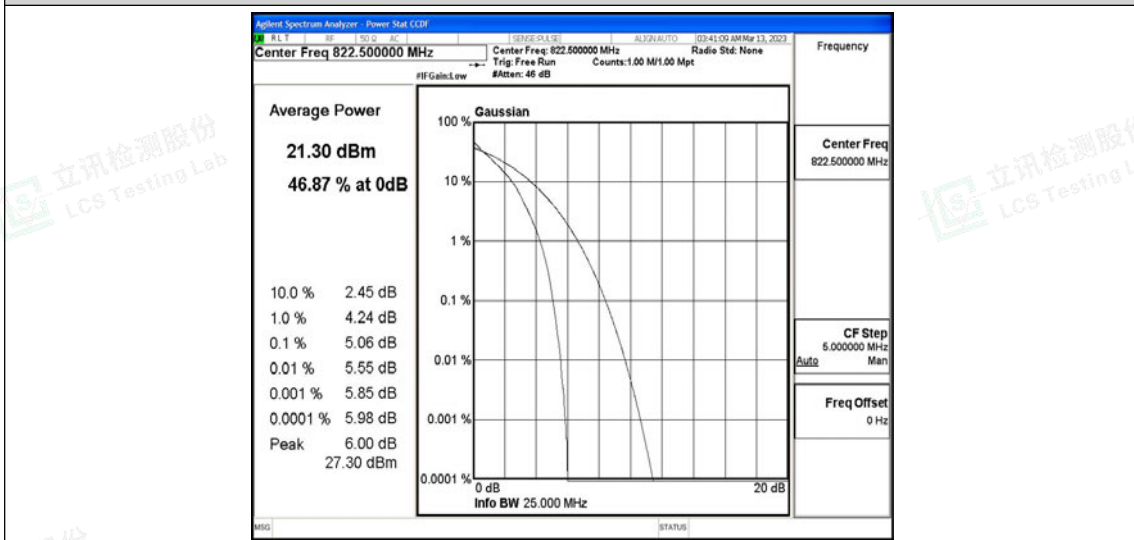 Agilent Spectrum Analyzer - Power Stat CCDF
RLT RF 50 Ω AC SENSE:PULSE ALIGN AUTO 03:41:09 AM Mar 13, 2023
Center Freq 822.500000 MHz
Center Freq: 822.500000 MHz Radio Std: None
Trig: Free Run Counts:1.00 M/1.00 Mpt
#IFGain:Low #Atten: 46 dB
Frequency
Average Power
21.30 dBm
46.87 % at 0dB
10.0 % 2.45 dB
1.0 % 4.24 dB
0.1 % 5.06 dB
0.01 % 5.55 dB
0.001 % 5.85 dB
0.0001 % 5.98 dB
Peak 6.00 dB
27.30 dBm
Gaussian
100 %
10 %
1 %
0.1 %
0.01 %
0.001 %
0.0001 %
0 dB 20 dB
Info BW 25.000 MHz
Center Freq
822.500000 MHz
CF Step
5.000000 MHz
Auto Man
Freq Offset
0 Hz
MSG STATUS
立讯检测股份
LCS Testing Lab
立讯检测股份
LCS Testing L